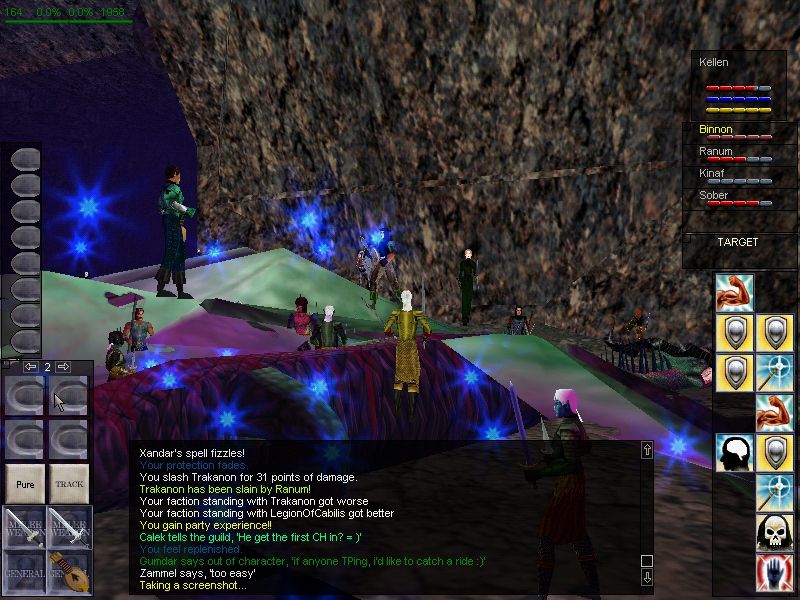 164 0.0% 0.0% -1958
Kellen
Binnon
Ranum
Kinaf
Sober
TARGET
2
Pure
TRACK
MELEE WEAPON
MELEE WEAPON
GENERAL
Xandar's spell fizzles!
Your protection fades.
You slash Trakanon for 31 points of damage.
Trakanon has been slain by Ranum!
Your faction standing with Trakanon got worse
Your faction standing with LegionOfCabilis got better
You gain party experience!!
Calek tells the guild, 'He get the first CH in? = )'
You feel replenished.
Gumdar says out of character, 'if anyone TPing, i'd like to catch a ride :)'
Zammel says, 'too easy'
Taking a screenshot...